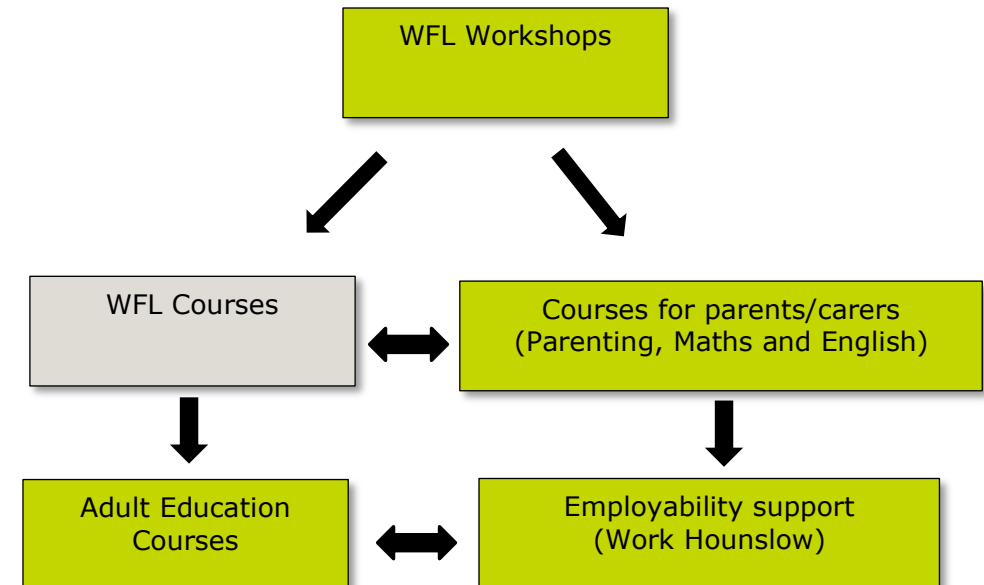 WFL Workshops
WFL Courses
Courses for parents/carers
(Parenting, Maths and English)
Adult Education
Courses
Employability support
(Work Hounslow)